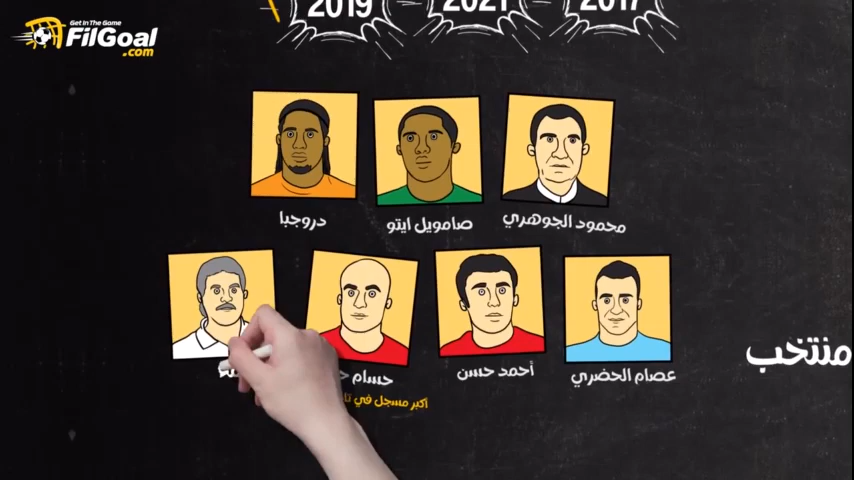 Get In The Game
FilGoal
.com
2019
2021
2017
دروجبا
صامويل ايتو
محمود الجوهري
حسام
أحمد حسن
عصام الحضري
اكبر مسجل في
منتخب